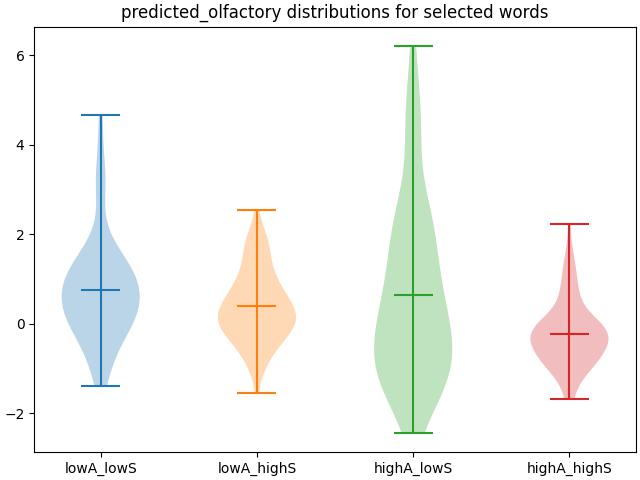 predicted_olfactory distributions for selected words
6
4
2
0
−2
lowA_lowS lowA_highS highA_lowS highA_highS